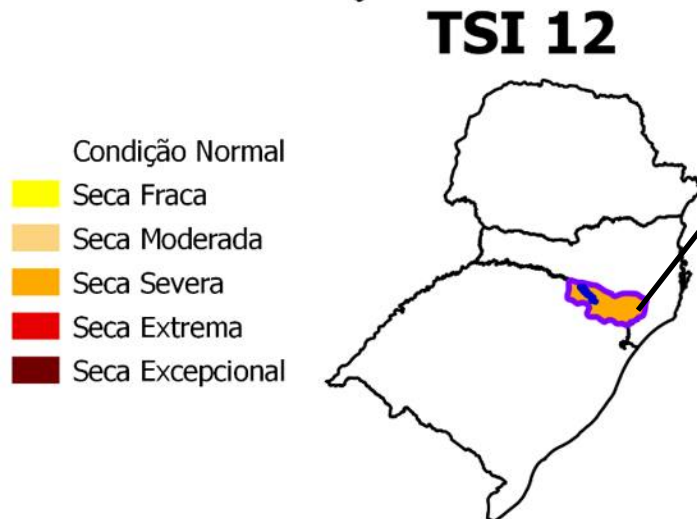 TSI 12
Condição Normal
Seca Fraca
Seca Moderada
Seca Severa
Seca Extrema
Seca Excepcional